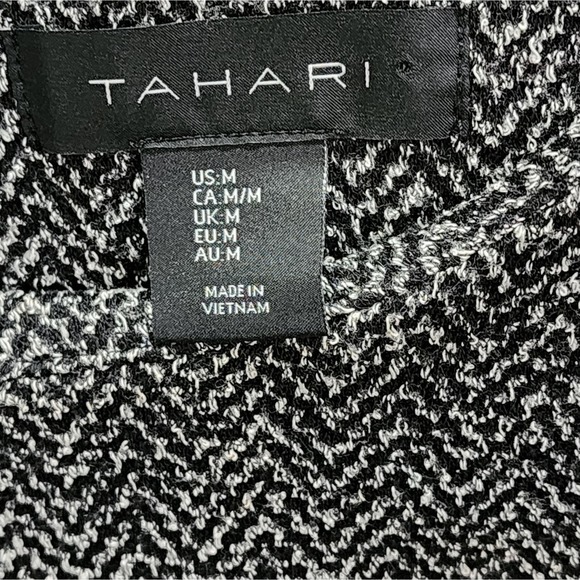 TAHARI
US:M
CA:M/M
UK:M
EU:M
AU:M
MADE IN
VIETNAM